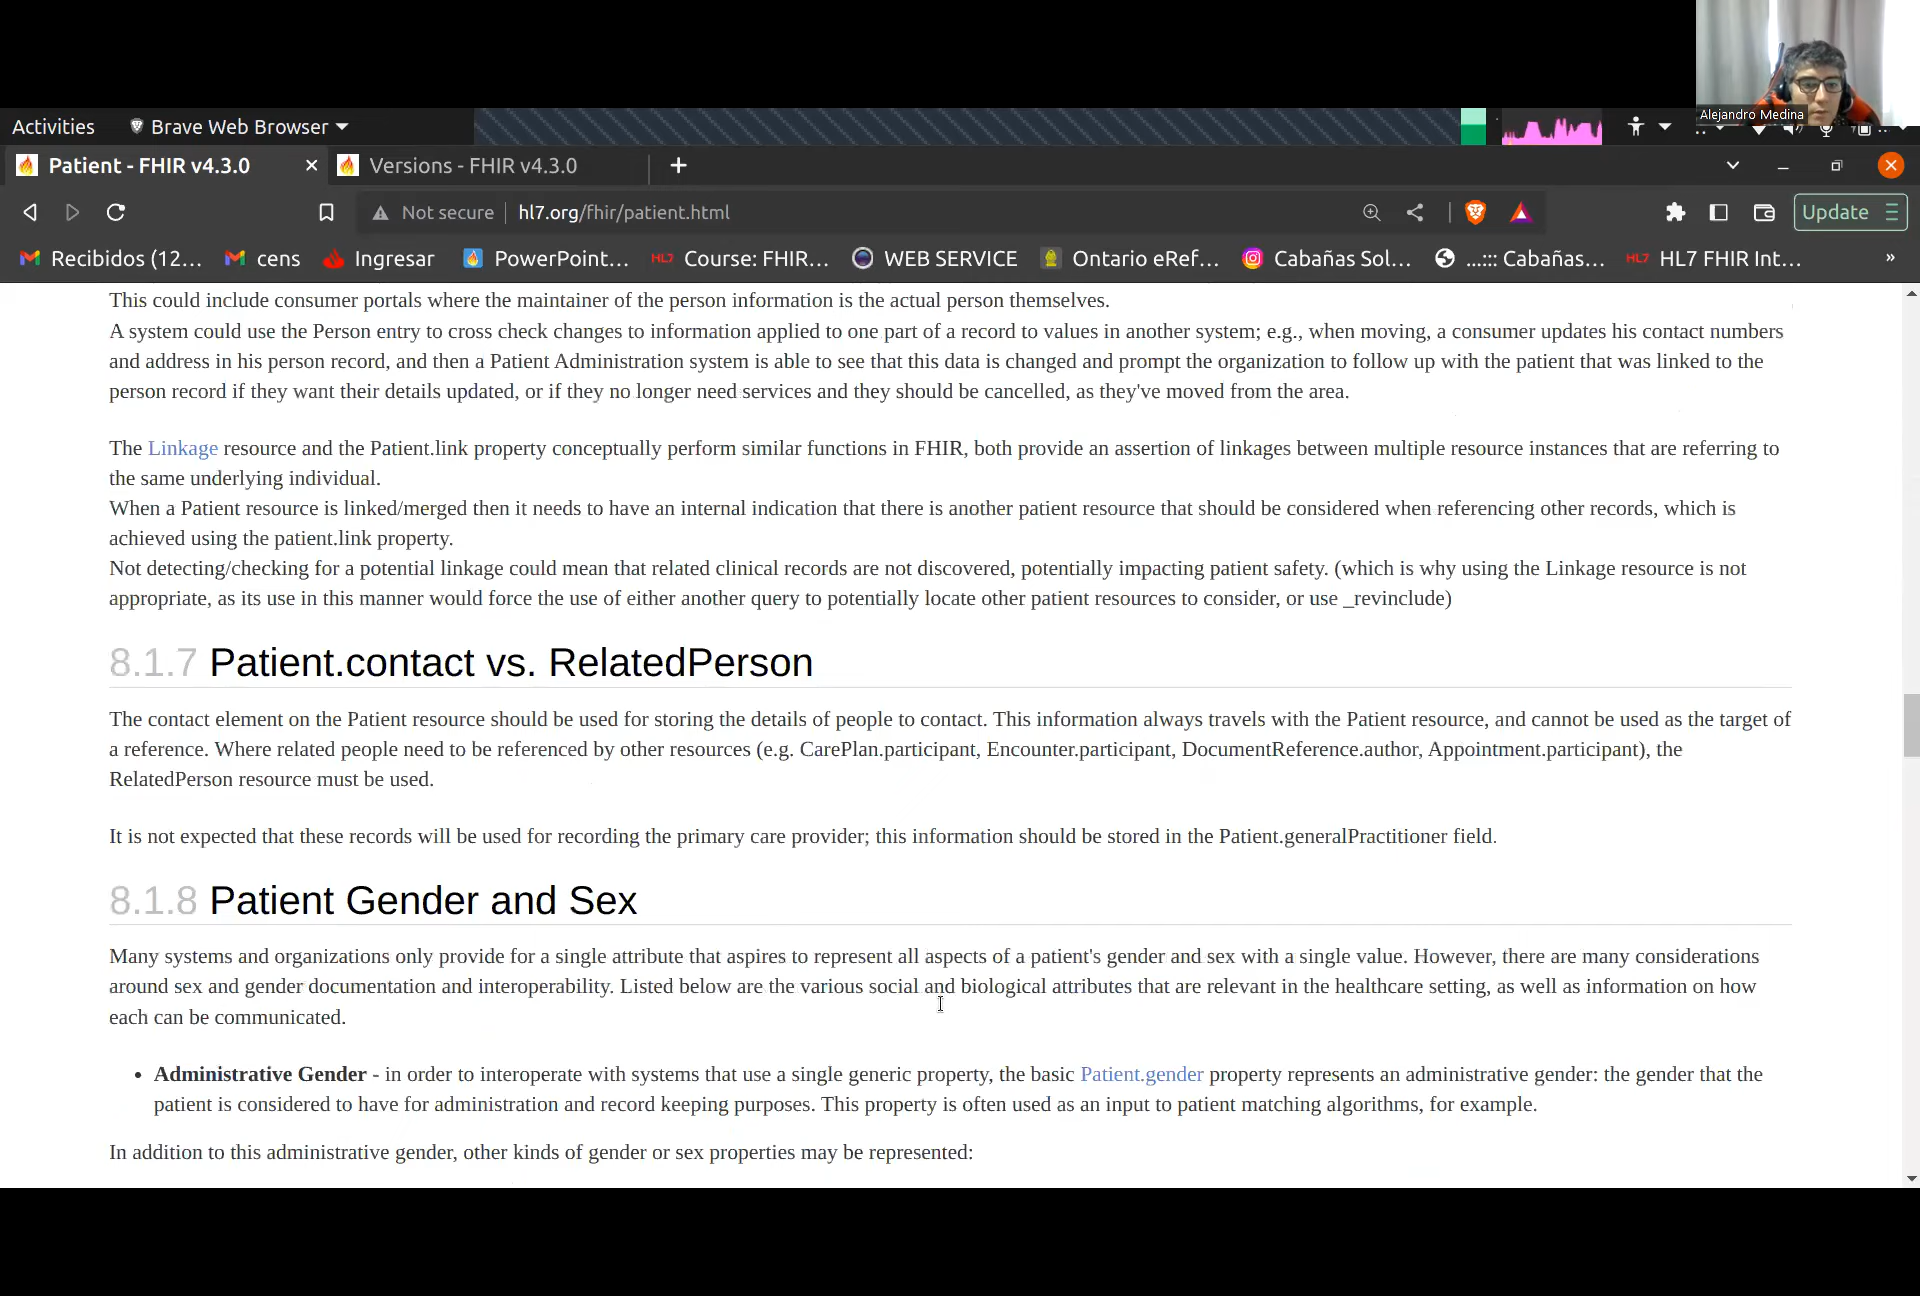 Alejandro Medina
Activities Brave Web Browser
Patient - FHIR v4.3.0 Versions - FHIR v4.3.0
Not secure hl7.org/fhir/patient.html Update
Recibidos (12... cens Ingresar PowerPoint... HL7 Course: FHIR... WEB SERVICE Ontario eRef... Cabañas Sol... ...::: Cabañas... HL7 HL7 FHIR Int... »
This could include consumer portals where the maintainer of the person information is the actual person themselves.
A system could use the Person entry to cross check changes to information applied to one part of a record to values in another system; e.g., when moving, a consumer updates his contact numbers
and address in his person record, and then a Patient Administration system is able to see that this data is changed and prompt the organization to follow up with the patient that was linked to the
person record if they want their details updated, or if they no longer need services and they should be cancelled, as they've moved from the area.
The Linkage resource and the Patient.link property conceptually perform similar functions in FHIR, both provide an assertion of linkages between multiple resource instances that are referring to
the same underlying individual.
When a Patient resource is linked/merged then it needs to have an internal indication that there is another patient resource that should be considered when referencing other records, which is
achieved using the patient.link property.
Not detecting/checking for a potential linkage could mean that related clinical records are not discovered, potentially impacting patient safety. (which is why using the Linkage resource is not
appropriate, as its use in this manner would force the use of either another query to potentially locate other patient resources to consider, or use _revinclude)
8.1.7 Patient.contact vs. RelatedPerson
The contact element on the Patient resource should be used for storing the details of people to contact. This information always travels with the Patient resource, and cannot be used as the target of
a reference. Where related people need to be referenced by other resources (e.g. CarePlan.participant, Encounter.participant, DocumentReference.author, Appointment.participant), the
RelatedPerson resource must be used.
It is not expected that these records will be used for recording the primary care provider; this information should be stored in the Patient.generalPractitioner field.
8.1.8 Patient Gender and Sex
Many systems and organizations only provide for a single attribute that aspires to represent all aspects of a patient's gender and sex with a single value. However, there are many considerations
around sex and gender documentation and interoperability. Listed below are the various social and biological attributes that are relevant in the healthcare setting, as well as information on how
each can be communicated.
• Administrative Gender - in order to interoperate with systems that use a single generic property, the basic Patient.gender property represents an administrative gender: the gender that the
patient is considered to have for administration and record keeping purposes. This property is often used as an input to patient matching algorithms, for example.
In addition to this administrative gender, other kinds of gender or sex properties may be represented: